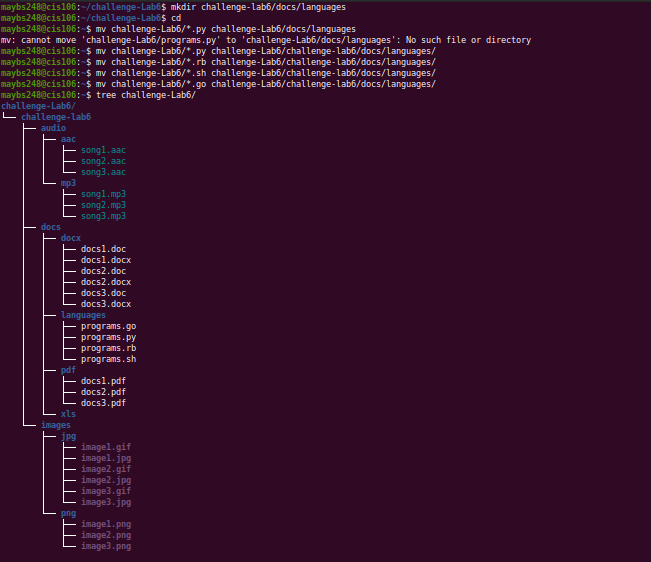 maybs248@cis106:~/challenge-Lab6$ mkdir challenge-lab6/docs/languages
maybs248@cis106:~/challenge-Lab6$ cd
maybs248@cis106:~$ mv challenge-Lab6/*.py challenge-Lab6/docs/languages
mv: cannot move 'challenge-Lab6/programs.py' to 'challenge-Lab6/docs/languages': No such file or directory
maybs248@cis106:~$ mv challenge-Lab6/*.py challenge-Lab6/challenge-lab6/docs/languages/
maybs248@cis106:~$ mv challenge-Lab6/*.rb challenge-Lab6/challenge-lab6/docs/languages/
maybs248@cis106:~$ mv challenge-Lab6/*.sh challenge-Lab6/challenge-lab6/docs/languages/
maybs248@cis106:~$ mv challenge-Lab6/*.go challenge-Lab6/challenge-lab6/docs/languages/
maybs248@cis106:~$ tree challenge-Lab6/
challenge-Lab6/
└── challenge-lab6
    ├── audio
    │   ├── aac
    │   │   ├── song1.aac
    │   │   ├── song2.aac
    │   │   └── song3.aac
    │   └── mp3
    │       ├── song1.mp3
    │       ├── song2.mp3
    │       └── song3.mp3
    ├── docs
    │   ├── docx
    │   │   ├── docs1.doc
    │   │   ├── docs1.docx
    │   │   ├── docs2.doc
    │   │   ├── docs2.docx
    │   │   ├── docs3.doc
    │   │   └── docs3.docx
    │   ├── languages
    │   │   ├── programs.go
    │   │   ├── programs.py
    │   │   ├── programs.rb
    │   │   └── programs.sh
    │   ├── pdf
    │   │   ├── docs1.pdf
    │   │   ├── docs2.pdf
    │   │   └── docs3.pdf
    │   └── xls
    └── images
        ├── jpg
        │   ├── image1.gif
        │   ├── image1.jpg
        │   ├── image2.gif
        │   ├── image2.jpg
        │   ├── image3.gif
        │   └── image3.jpg
        └── png
            ├── image1.png
            ├── image2.png
            └── image3.png